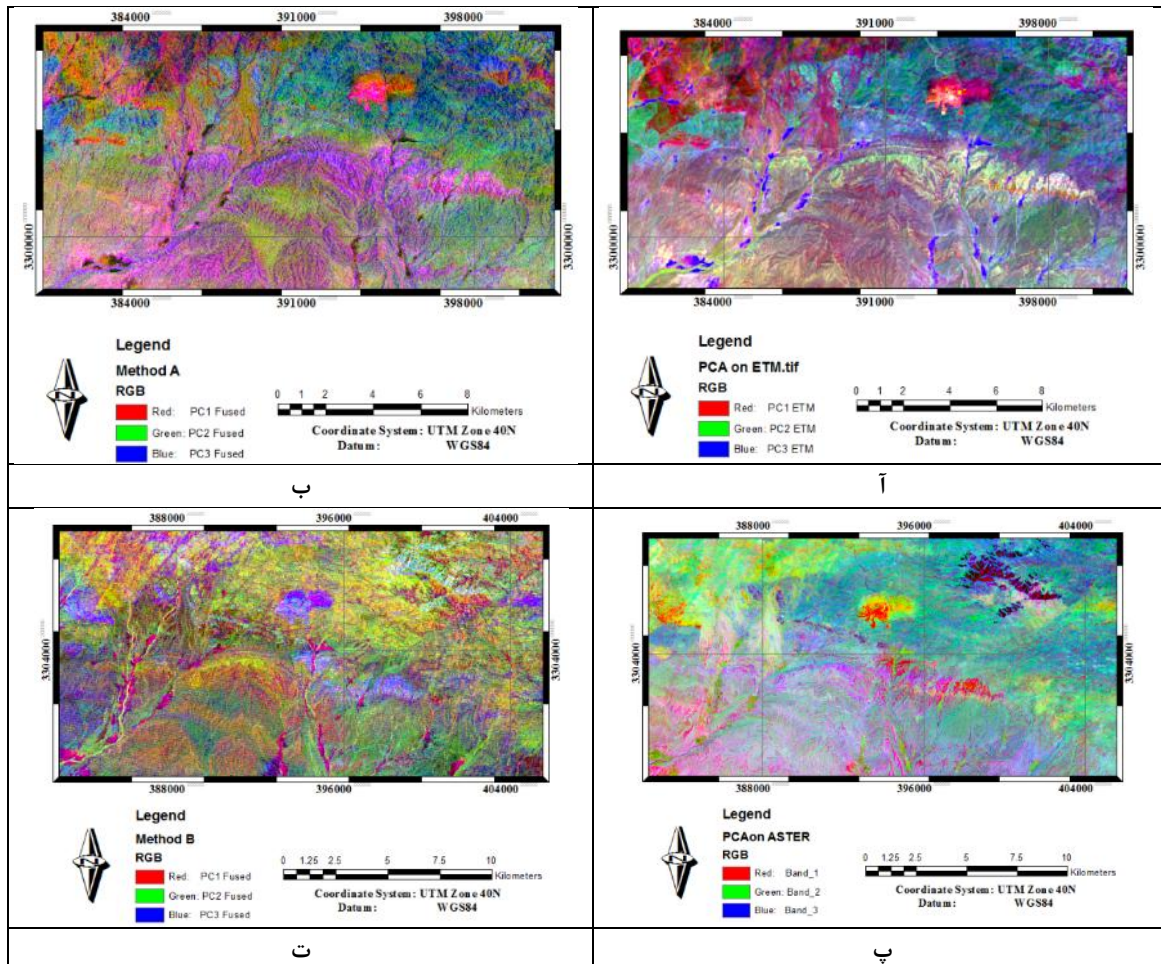 384000 391000 398000
3300000 3300000
384000 391000 398000
Legend
Method A
RGB
Red: PC1 Fused
Green: PC2 Fused
Blue: PC3 Fused
N
0 1 2 4 6 8
Kilometers
Coordinate System: UTM Zone 40N
Datum: WGS84
ب
384000 391000 398000
3300000 3300000
384000 391000 398000
Legend
PCA on ETM.tif
RGB
Red: PC1 ETM
Green: PC2 ETM
Blue: PC3 ETM
N
0 1 2 4 6 8
Kilometers
Coordinate System: UTM Zone 40N
Datum: WGS84
آ
388000 396000 404000
3304000 3304000
388000 396000 404000
Legend
Method B
RGB
Red: PC1 Fused
Green: PC2 Fused
Blue: PC3 Fused
N
0 1.25 2.5 5 7.5 10
Kilometers
Coordinate System: UTM Zone 40N
Datum: WGS84
ت
388000 396000 404000
3304000 3304000
388000 396000 404000
Legend
PCAon ASTER
RGB
Red: Band_1
Green: Band_2
Blue: Band_3
N
0 1.25 2.5 5 7.5 10
Kilometers
Coordinate System: UTM Zone 40N
Datum: WGS84
پ